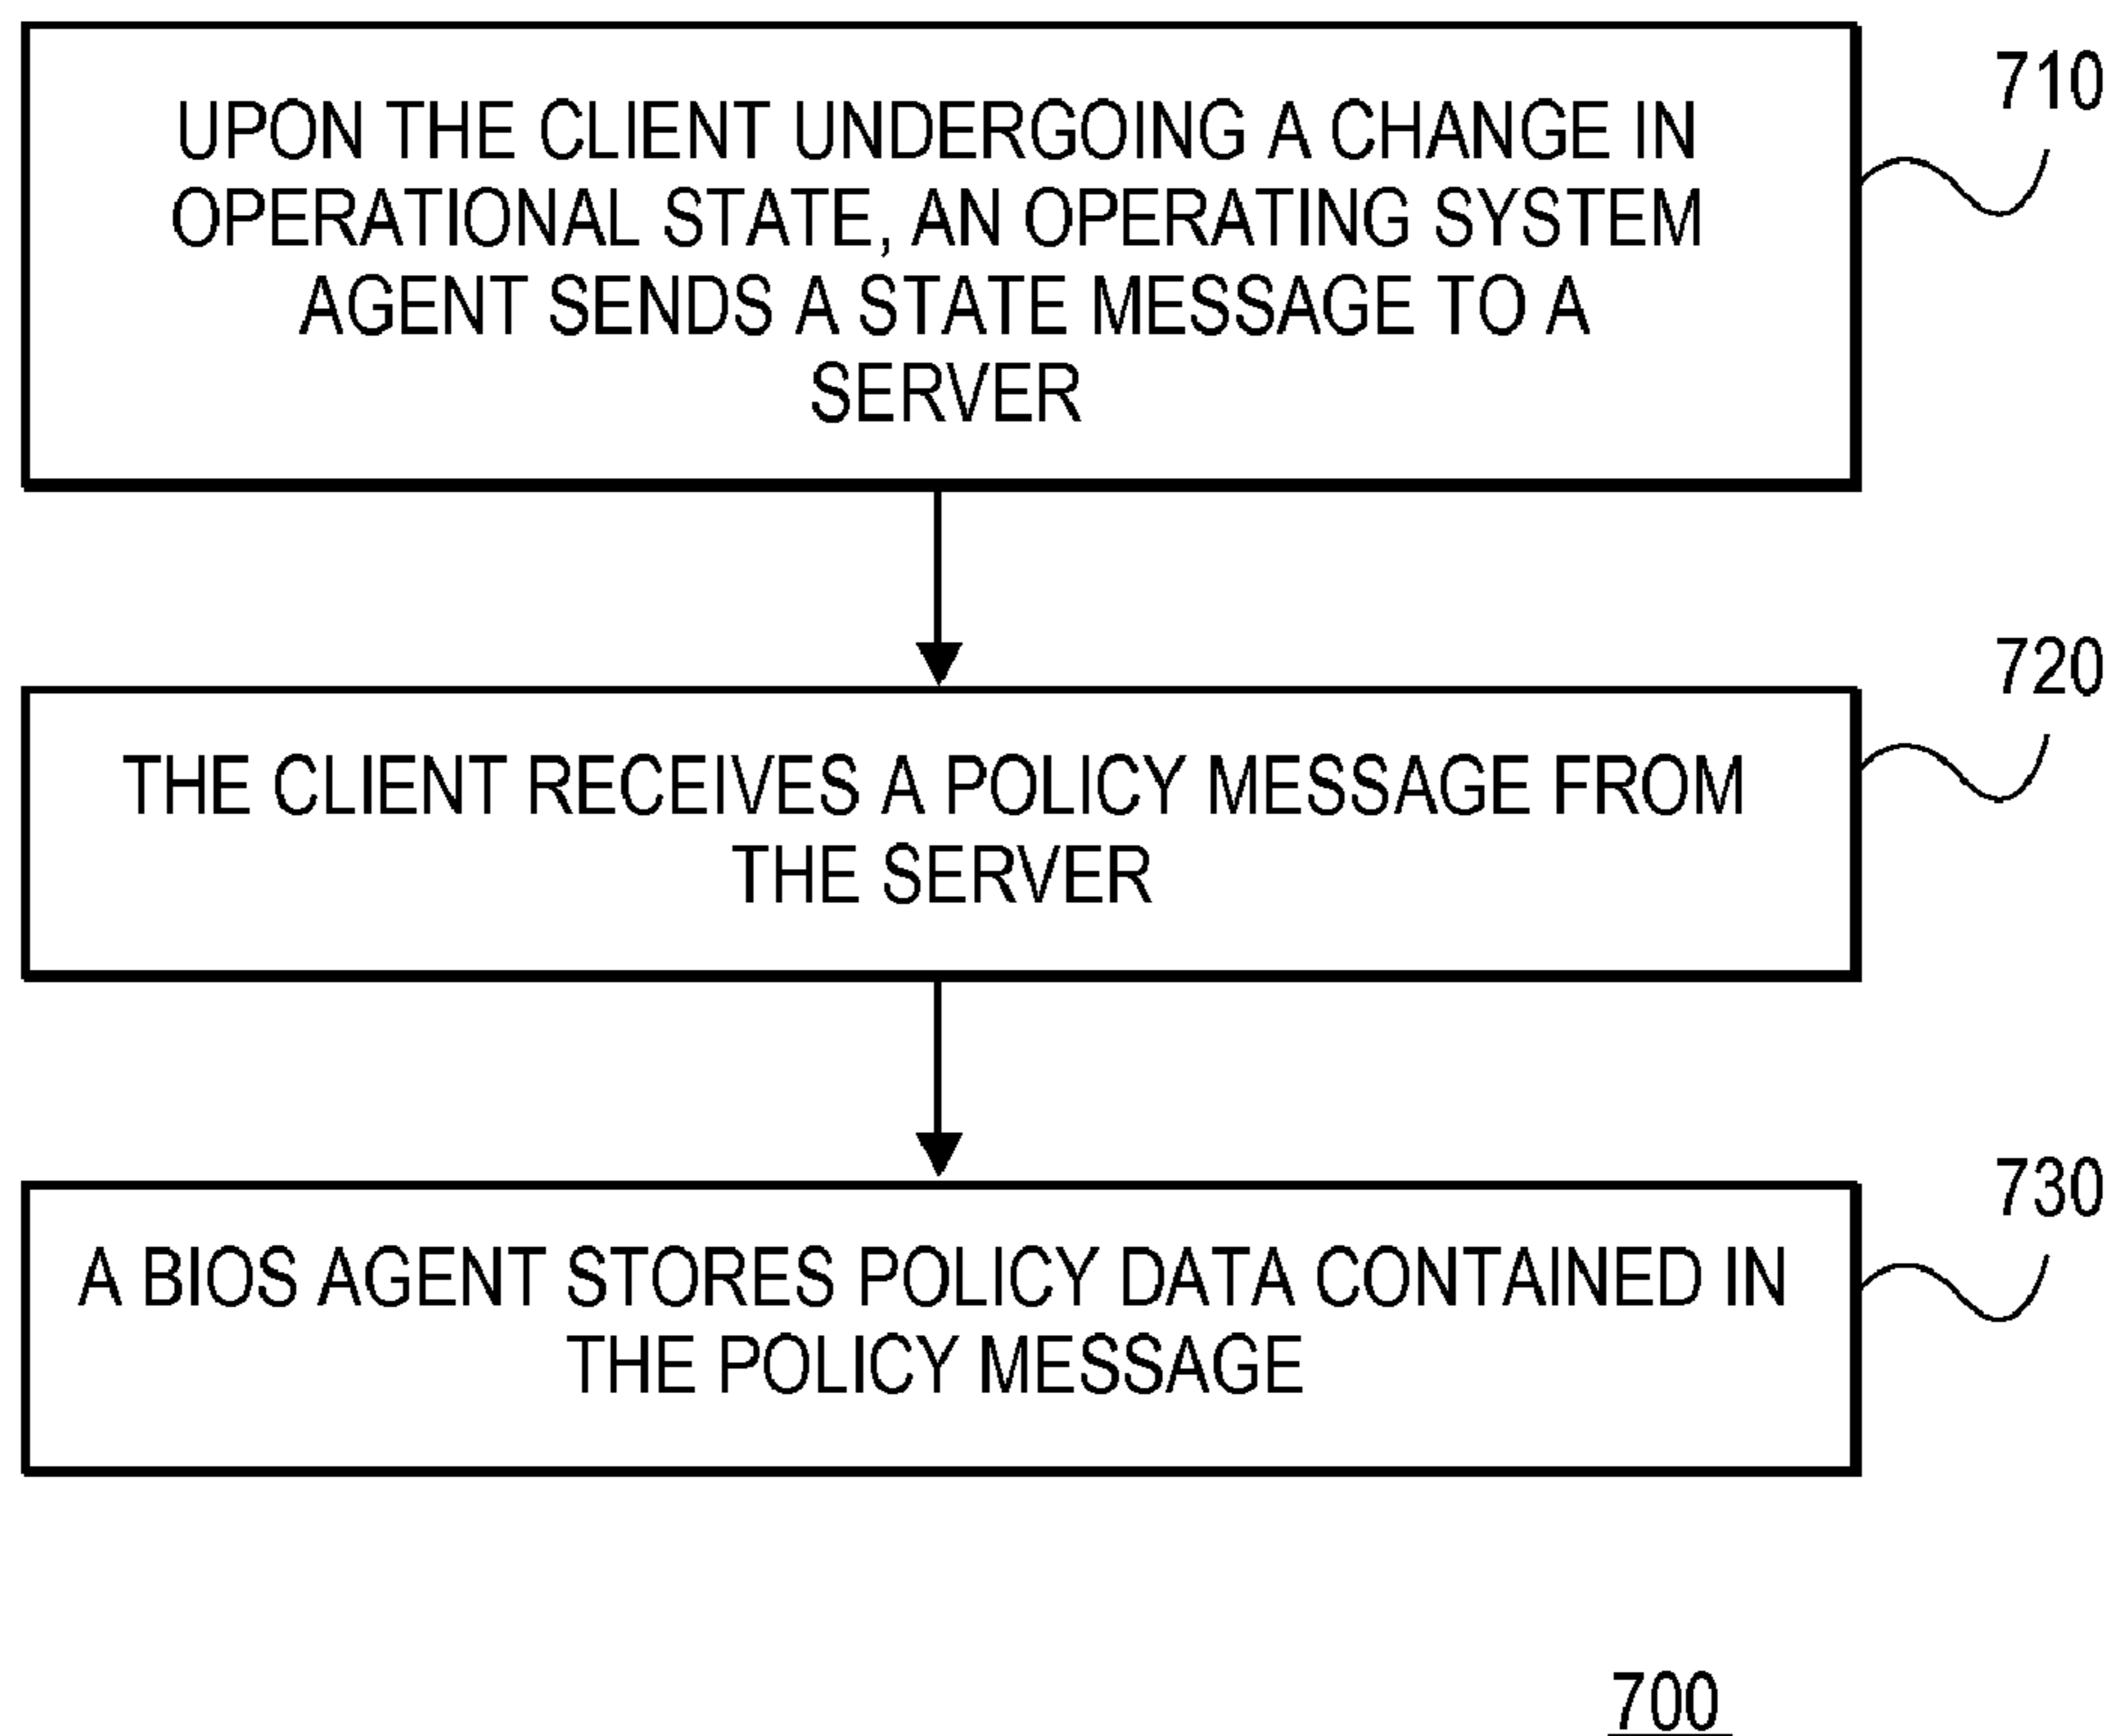 710
UPON THE CLIENT UNDERGOING A CHANGE IN
OPERATIONAL STATE, AN OPERATING SYSTEM
AGENT SENDS A STATE MESSAGE TO A
SERVER
720
THE CLIENT RECEIVES A POLICY MESSAGE FROM
THE SERVER
730
A BIOS AGENT STORES POLICY DATA CONTAINED IN
THE POLICY MESSAGE
700